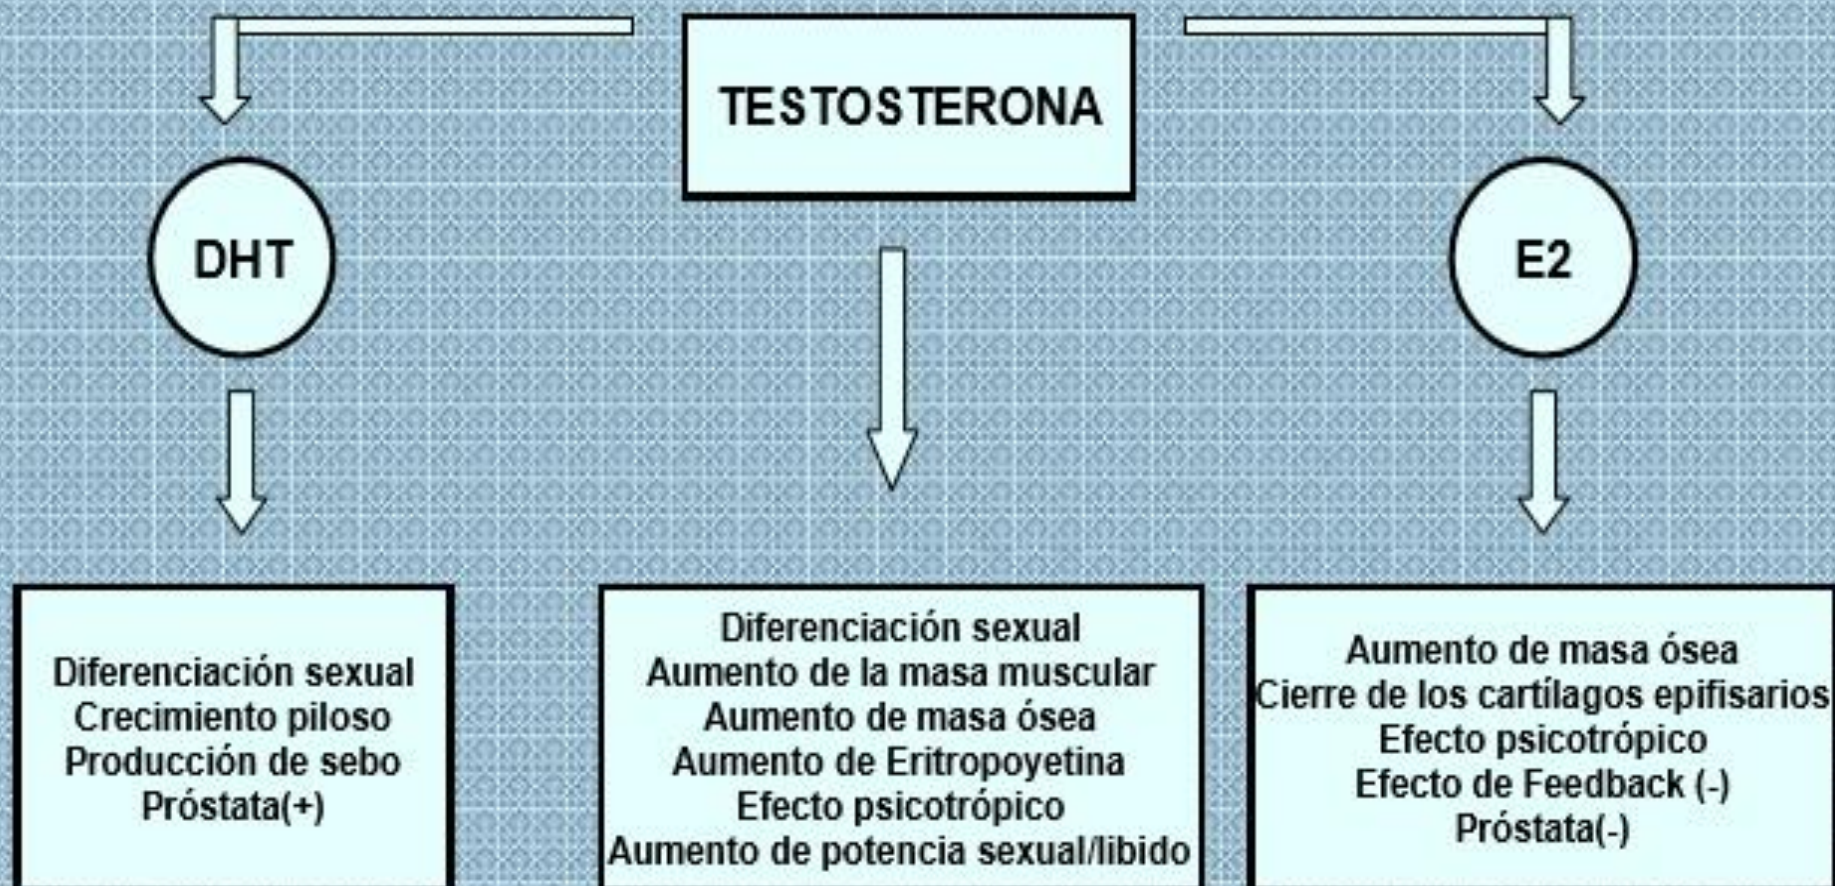 TESTOSTERONA
DHT
E2
Diferenciación sexual
Crecimiento piloso
Producción de sebo
Próstata(+)
Diferenciación sexual
Aumento de la masa muscular
Aumento de masa ósea
Aumento de Eritropoyetina
Efecto psicotrópico
Aumento de potencia sexual/libido
Aumento de masa ósea
Cierre de los cartílagos epifisarios
Efecto psicotrópico
Efecto de Feedback (-)
Próstata(-)